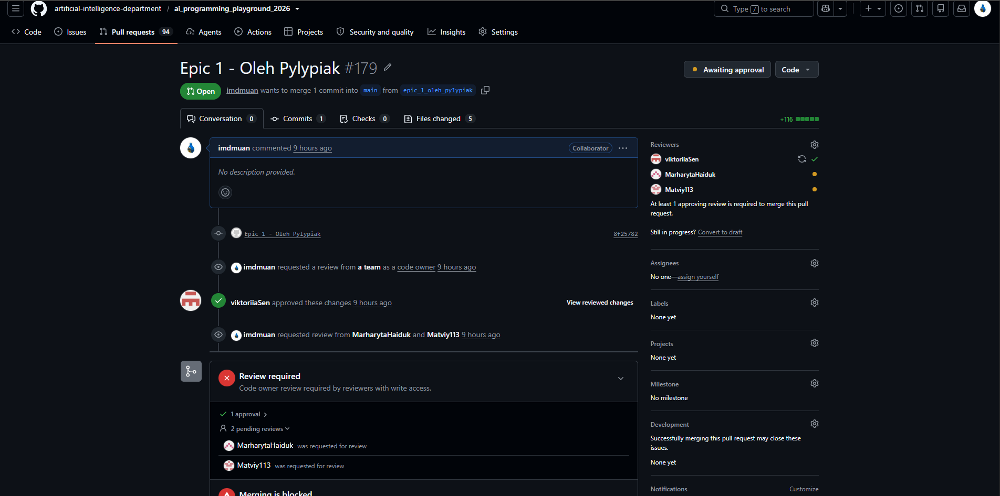 artificial-intelligence-department / ai_programming_playground_2026
Type / to search
Code Issues Pull requests 94 Agents Actions Projects Security and quality Insights Settings
Epic 1 - Oleh Pylypiak #179
Awaiting approval Code
Open imdmuan wants to merge 1 commit into main from epic_1_oleh_pylypiak
Conversation 0 Commits 1 Checks 0 Files changed 5
+116
imdmuan commented 9 hours ago Collaborator
No description provided.
Epic 1 - Oleh Pylypiak 8f25782
imdmuan requested a review from a team as a code owner 9 hours ago
viktoriiaSen approved these changes 9 hours ago View reviewed changes
imdmuan requested review from MarharytaHaiduk and Matviy113 9 hours ago
Review required
Code owner review required by reviewers with write access.
1 approval
2 pending reviews
MarharytaHaiduk was requested for review
Matviy113 was requested for review
Merging is blocked
Reviewers
viktoriiaSen
MarharytaHaiduk
Matviy113
At least 1 approving review is required to merge this pull
request.
Still in progress? Convert to draft
Assignees
No one—assign yourself
Labels
None yet
Projects
None yet
Milestone
No milestone
Development
Successfully merging this pull request may close these
issues.
None yet
Notifications Customize